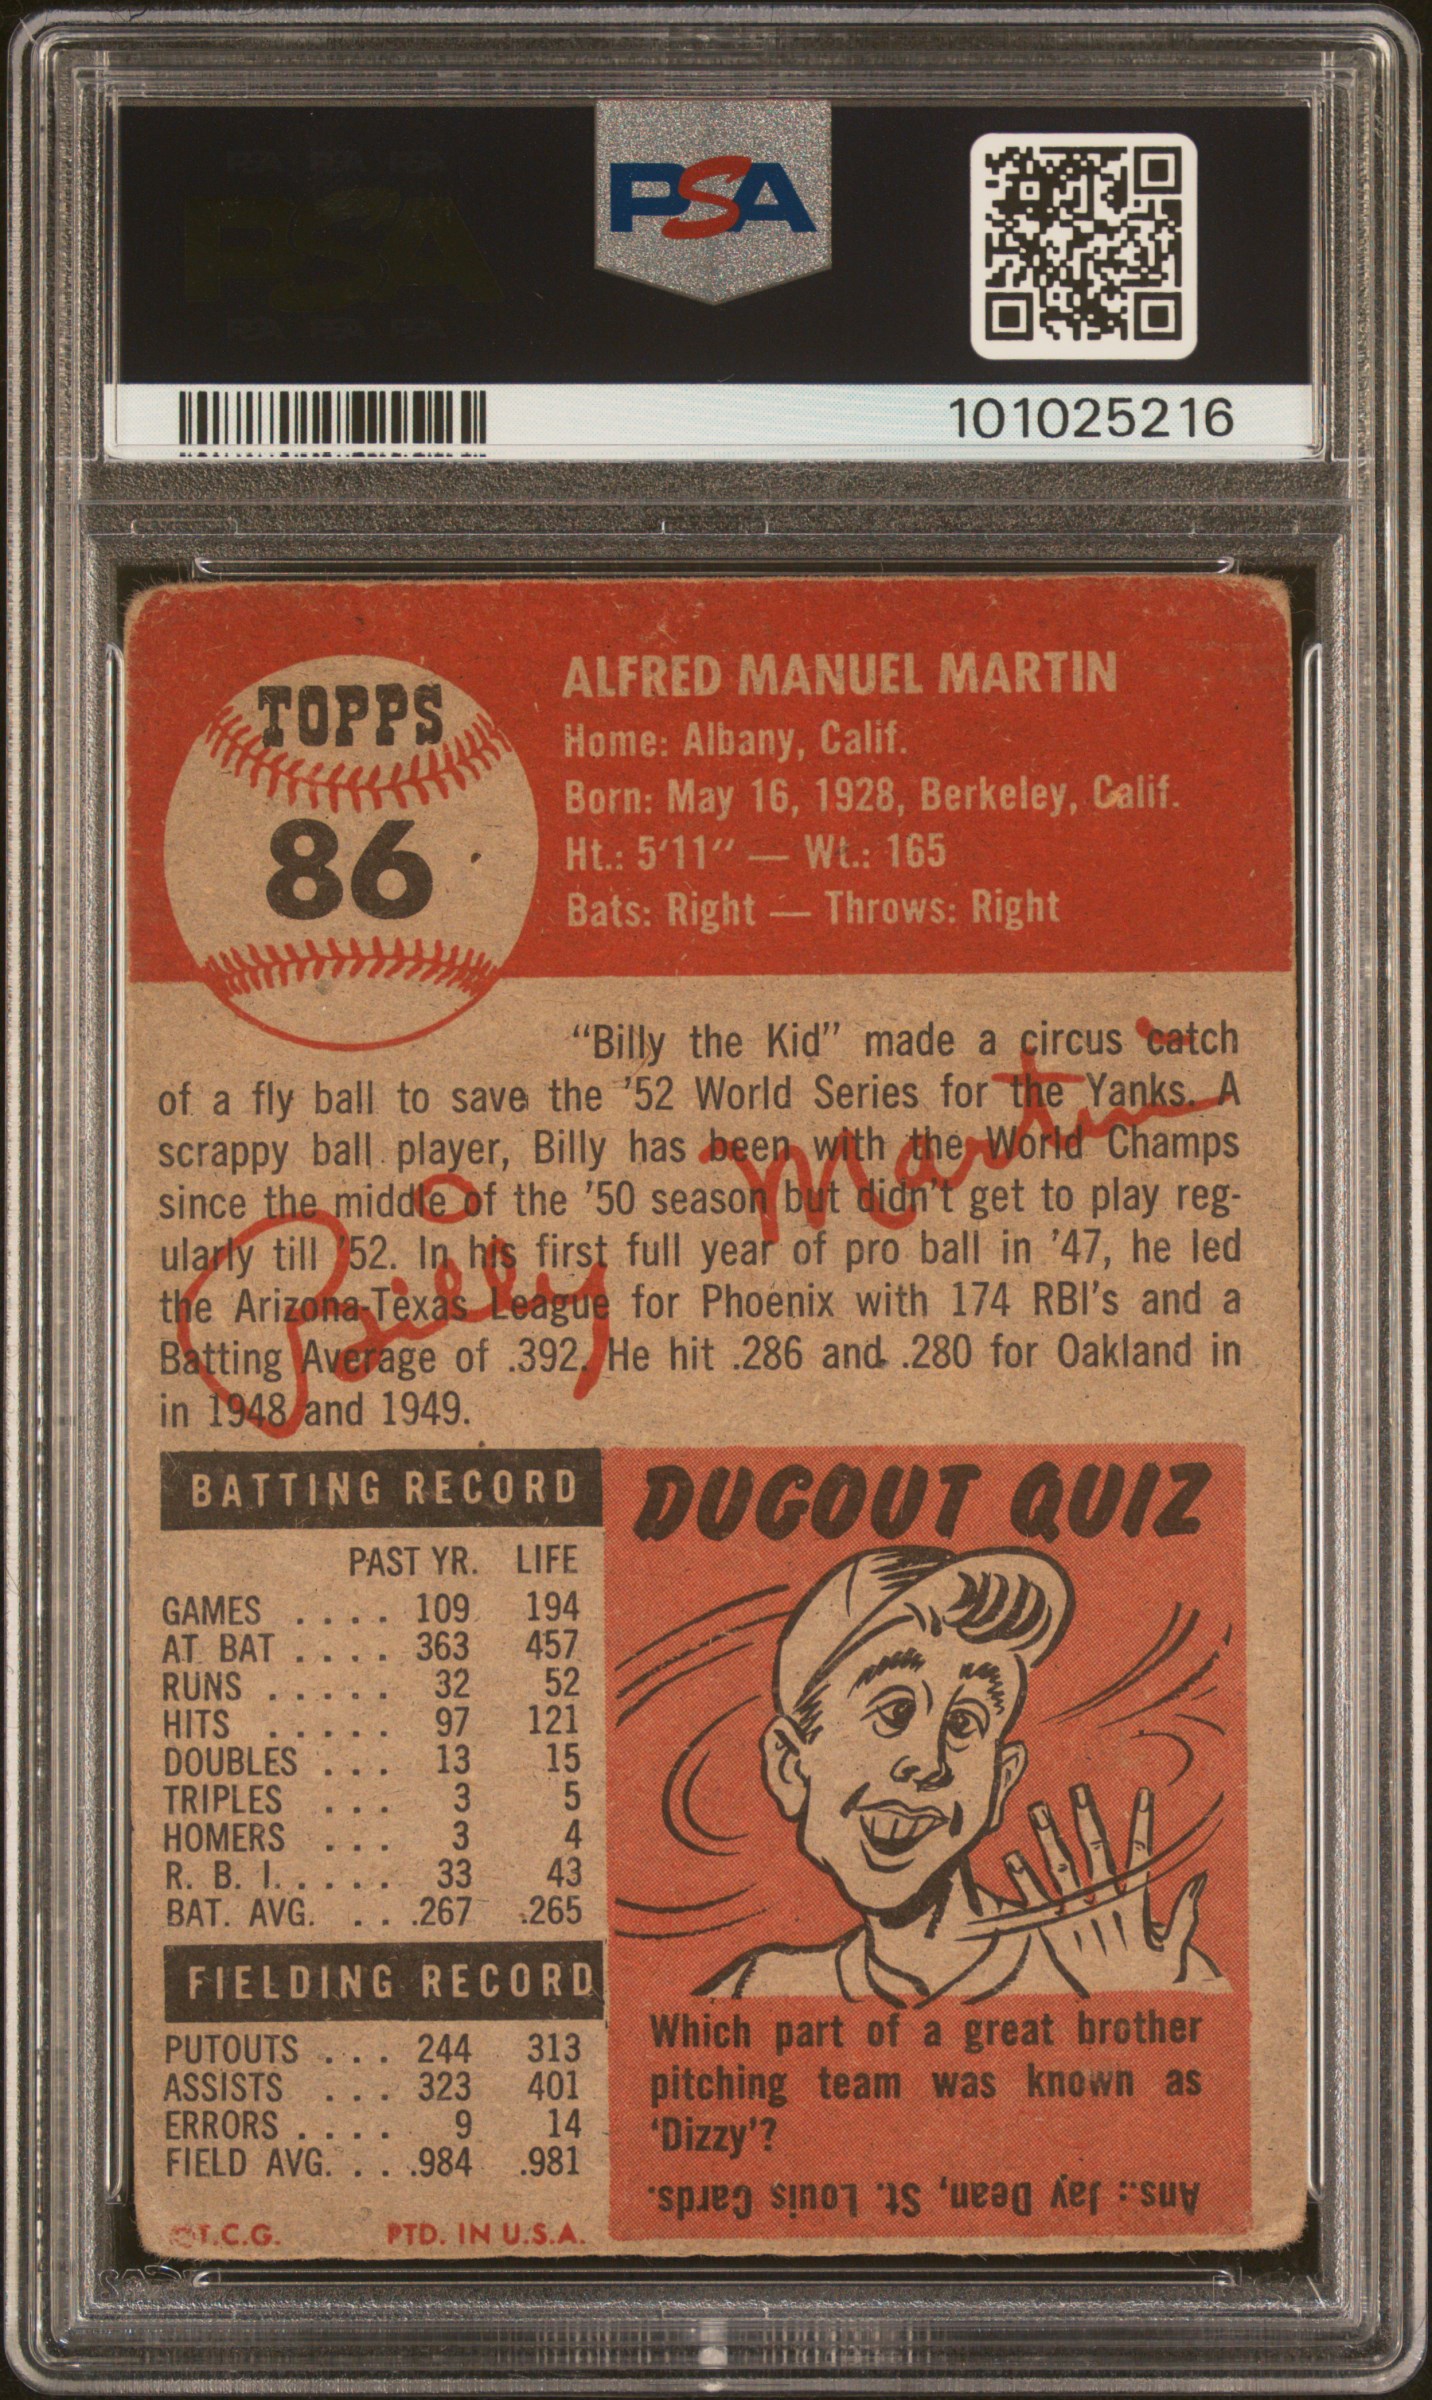 PSA
101025216
TOPPS
86
ALFRED MANUEL MARTIN
Home: Albany, Calif.
Born: May 16, 1928, Berkeley, Calif.
Ht.: 5'11" — Wt.: 165
Bats: Right — Throws: Right
"Billy the Kid" made a circus catch
of a fly ball to save the '52 World Series for the Yanks. A
scrappy ball player, Billy has been with the World Champs
since the middle of the '50 season but didn't get to play reg-
ularly till '52. In his first full year of pro ball in '47, he led
the Arizona-Texas League for Phoenix with 174 RBI's and a
Batting Average of .392. He hit .286 and .280 for Oakland in
in 1948 and 1949.
Billy Martin
BATTING RECORD
PAST YR. LIFE
GAMES . . . . 109 194
AT BAT . . . . 363 457
RUNS . . . . . 32 52
HITS . . . . . 97 121
DOUBLES . . . 13 15
TRIPLES . . . 3 5
HOMERS . . . 3 4
R. B. I. . . . . 33 43
BAT. AVG. . . .267 .265
FIELDING RECORD
PUTOUTS . . . 244 313
ASSISTS . . . 323 401
ERRORS . . . . 9 14
FIELD AVG. . . .984 .981
©T.C.G. PTD. IN U.S.A.
DUGOUT QUIZ
Which part of a great brother
pitching team was known as
'Dizzy'?
Ans.: Jay Dean, St. Louis Cards.